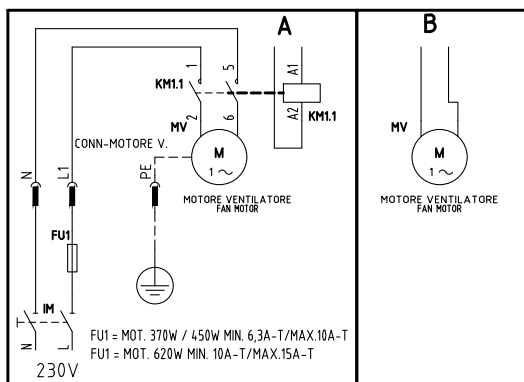 A
B
1
5
KM1.1
A1
A2
KM1.1
2
6
MV
M
1
CONN-MOTORE V.
MOTORE VENTILATORE
FAN MOTOR
N
L1
PE
FU1
IM
N
L
230V
FU1 = MOT. 370W / 450W MIN. 6,3A-T/MAX.10A-T
FU1 = MOT. 620W MIN. 10A-T/MAX.15A-T
MV
M
1
MOTORE VENTILATORE
FAN MOTOR